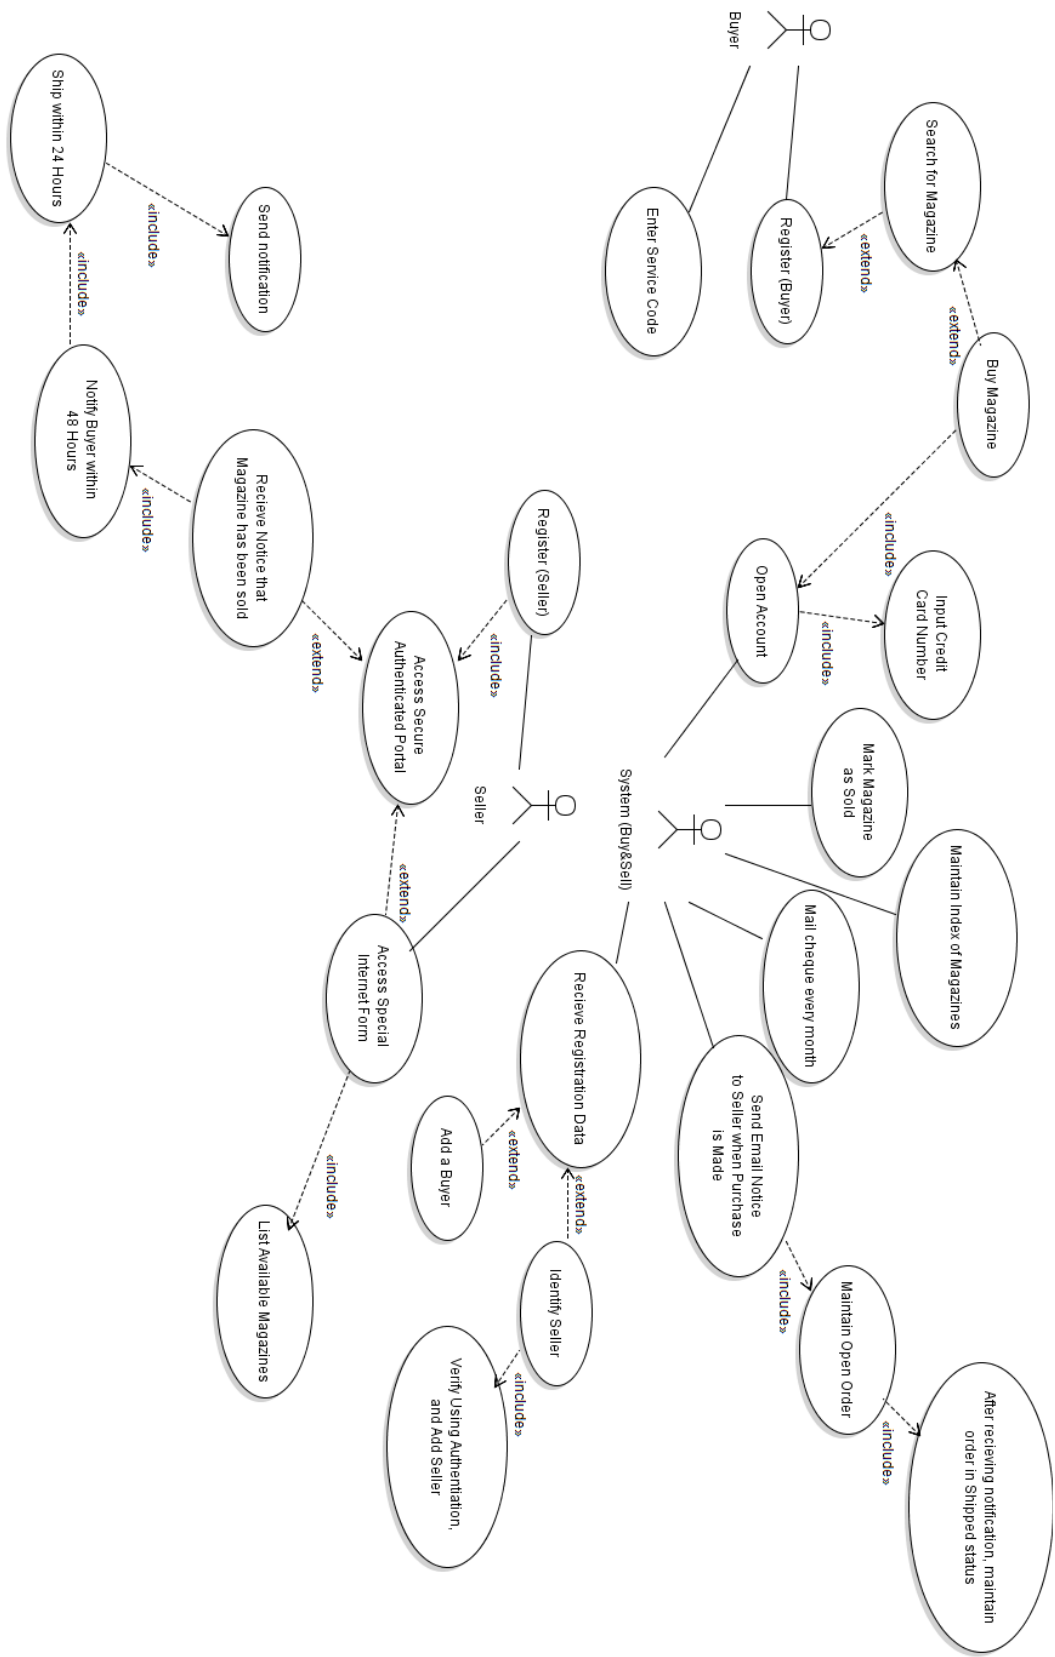 Buyer
Search for Magazine
«extend»
Register (Buyer)
Enter Service Code
«extend»
Buy Magazine
«include»
Input Credit
Card Number
«include»
Open Account
Mark Magazine
as Sold
Maintain Index of Magazines
System (Buy&Sell)
Mail cheque every month
Send Email Notice
to Seller when Purchase
is Made
«include»
Maintain Open Order
«include»
After recieving notification, maintain
order in Shipped status
Recieve Registration Data
«extend»
Add a Buyer
«extend»
Identify Seller
«include»
Verify Using Authentiation,
and Add Seller
Seller
Register (Seller)
«include»
Access Secure
Authenticated Portal
«extend»
Access Special
Internet Form
«include»
List Available Magazines
«extend»
Recieve Notice that
Magazine has been sold
«include»
Notify Buyer within
48 Hours
«include»
Ship within 24 Hours
«include»
Send notification